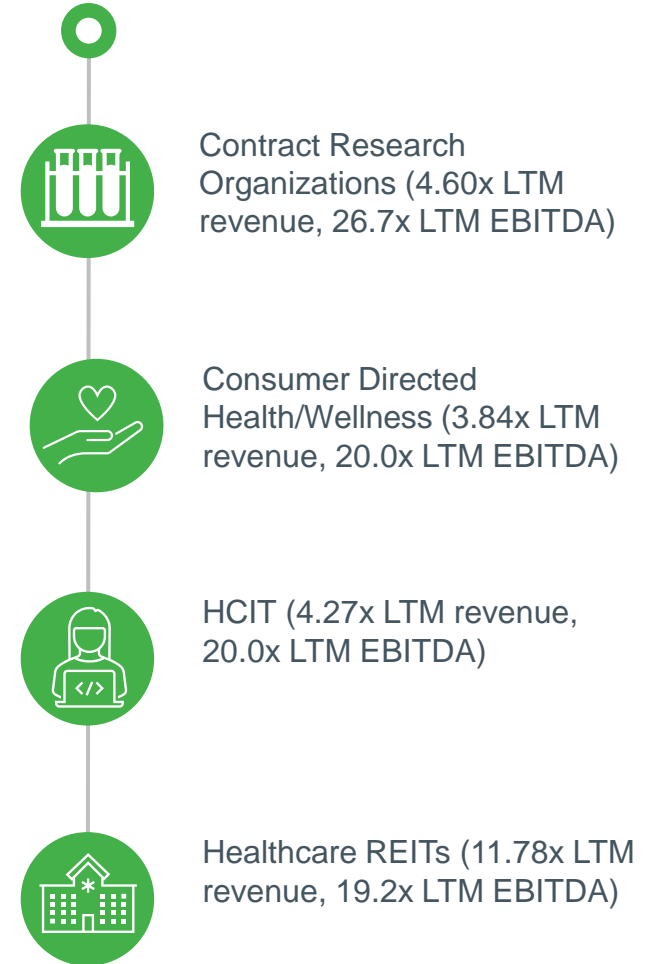 Contract Research
Organizations (4.60x LTM
revenue, 26.7x LTM EBITDA)
Consumer Directed
Health/Wellness (3.84x LTM
revenue, 20.0x LTM EBITDA)
HCIT (4.27x LTM revenue,
20.0x LTM EBITDA)
</>
Healthcare REITs (11.78x LTM
revenue, 19.2x LTM EBITDA)